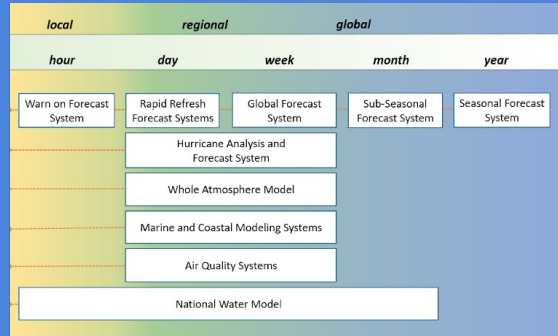 local regional global
hour day week month year
Warn on Forecast
System
Rapid Refresh
Forecast Systems
Global Forecast
System
Sub-Seasonal
Forecast System
Seasonal Forecast
System
Hurricane Analysis and
Forecast System
Whole Atmosphere Model
Marine and Coastal Modeling Systems
Air Quality Systems
National Water Model